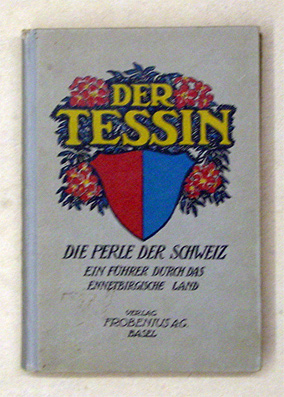 DER
TESSIN
DIE PERLE DER SCHWEIZ
EIN FÜHRER DURCH DAS
ENNETBIRGISCHE LAND
VERLAG
FROBENIUS A.G.
BASEL